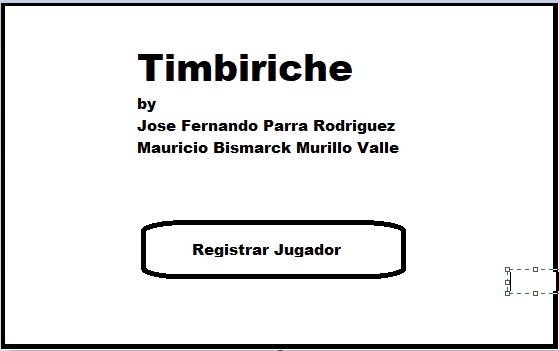 Timbiriche
by
Jose Fernando Parra Rodriguez
Mauricio Bismarck Murillo Valle
Registrar Jugador